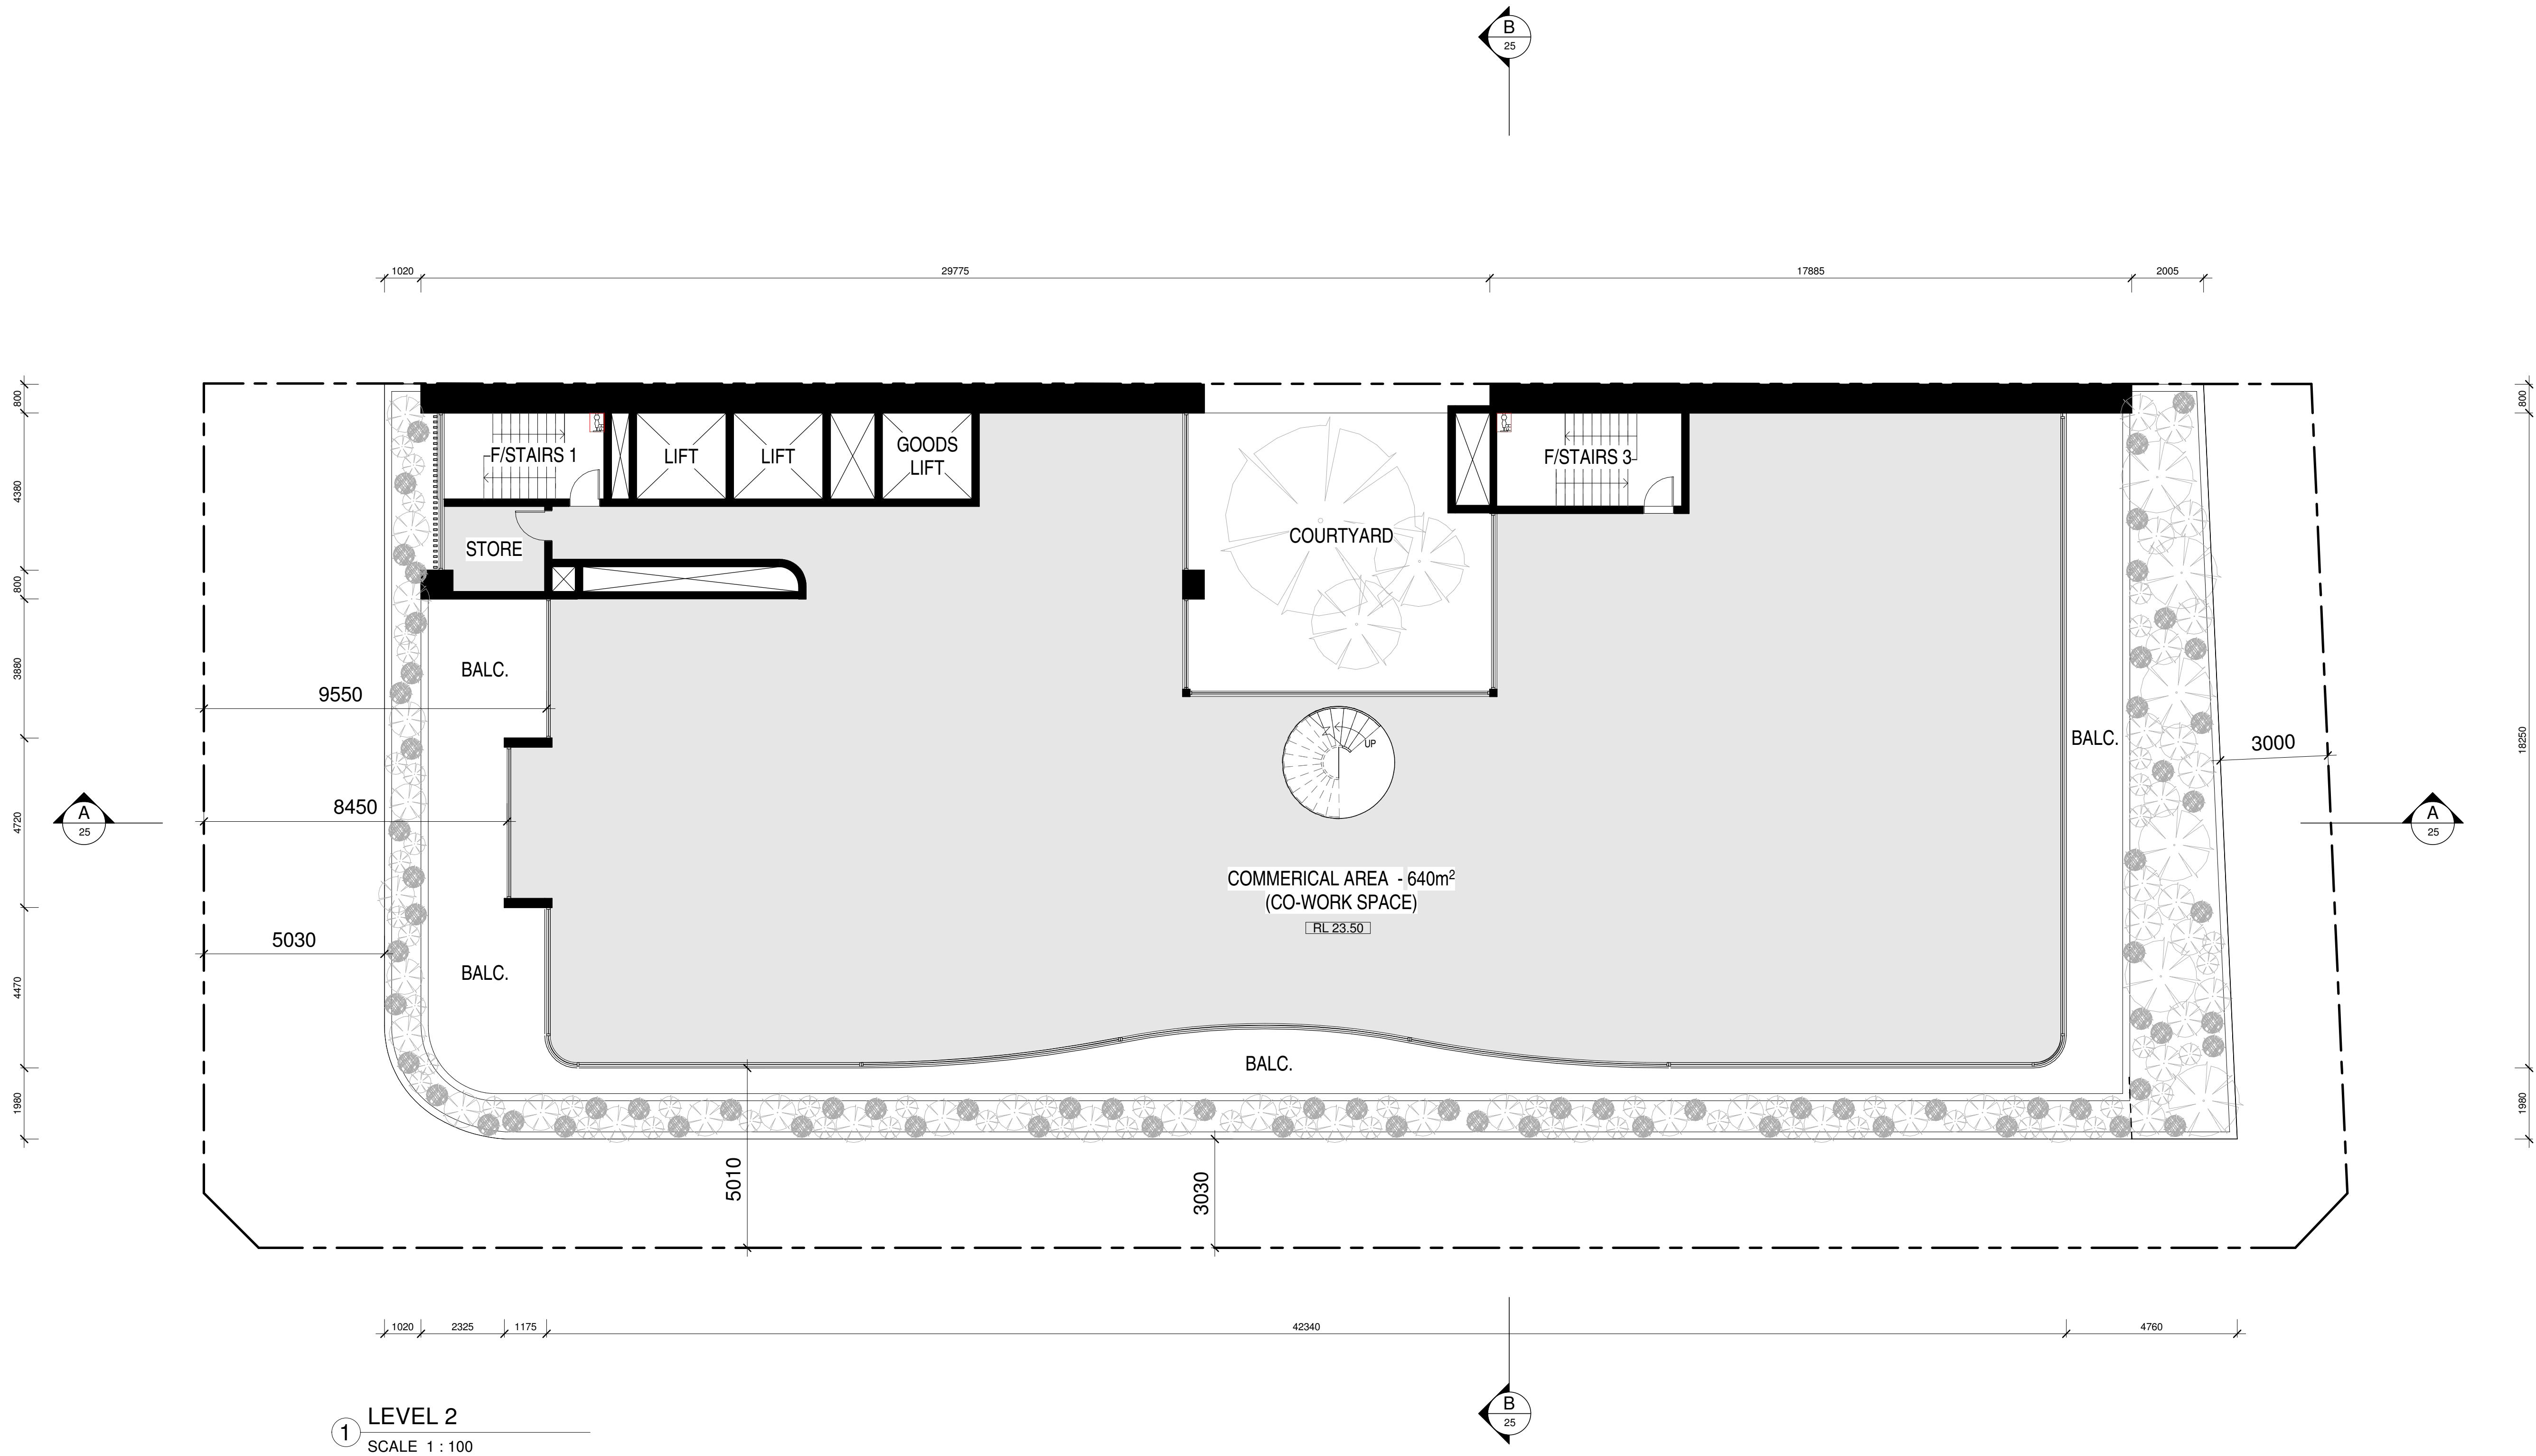 B
25
1020
29775
17885
2005
800
4380
800
3880
4720
4470
1980
800
18250
1980
F/STAIRS 1
LIFT
LIFT
GOODS
LIFT
F/STAIRS 3
STORE
COURTYARD
BALC.
9550
UP
BALC.
3000
8450
A
25
A
25
COMMERICAL AREA - 640m²
(CO-WORK SPACE)
RL 23.50
5030
BALC.
BALC.
5010
3030
1020
2325
1175
42340
4760
B
25
1
LEVEL 2
SCALE 1 : 100